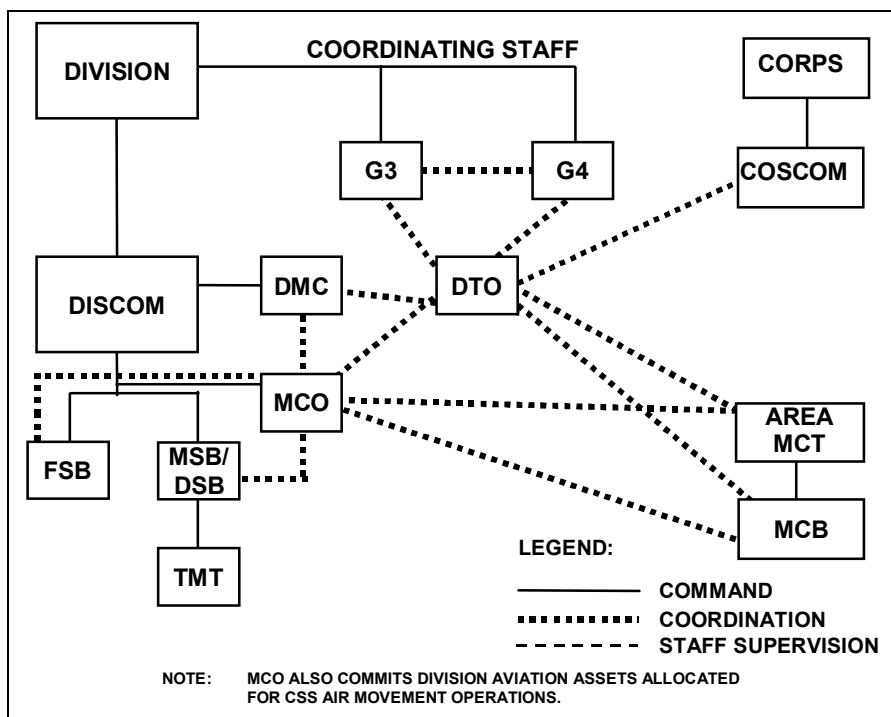 COORDINATING STAFF
DIVISION
CORPS
G3
G4
COSCOM
DISCOM
DMC
DTO
MCO
AREA
MCT
FSB
MSB/
DSB
MCB
TMT
LEGEND:
COMMAND
COORDINATION
STAFF SUPERVISION
NOTE: MCO ALSO COMMITS DIVISION AVIATION ASSETS ALLOCATED
FOR CSS AIR MOVEMENT OPERATIONS.